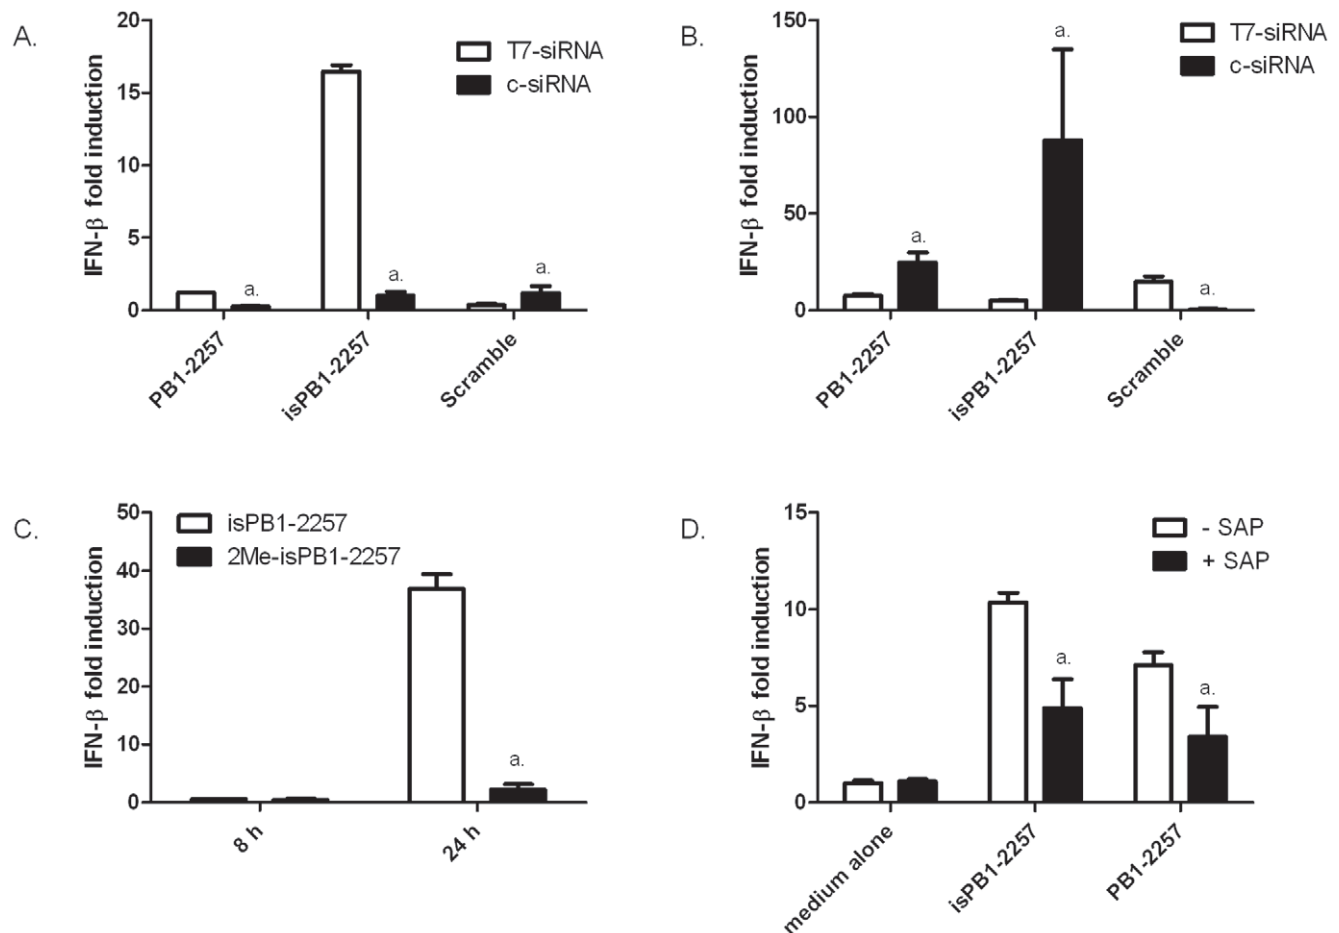 A.
IFN-β fold induction
20
15
10
5
0
T7-siRNA
c-siRNA
a.
a.
a.
PB1-2257
isPB1-2257
Scramble
B.
IFN-β fold induction
150
100
50
0
T7-siRNA
c-siRNA
a.
a.
a.
PB1-2257
isPB1-2257
Scramble
C.
IFN-β fold induction
50
40
30
20
10
0
isPB1-2257
2Me-isPB1-2257
a.
8 h
24 h
D.
IFN-β fold induction
15
10
5
0
- SAP
+ SAP
a.
a.
medium alone
isPB1-2257
PB1-2257